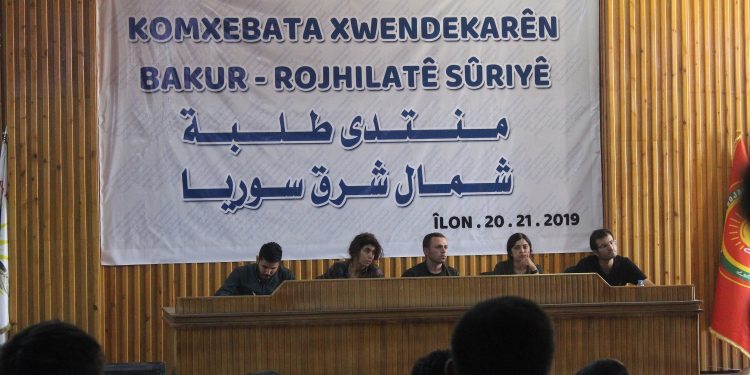 KOMXEBATA XWENDEKARÊN
BAKUR - ROJHILATÊ SÛRIYÊ
منتدى طلبة
شمال شرق سوريا
ÎLON . 20 . 21 . 2019